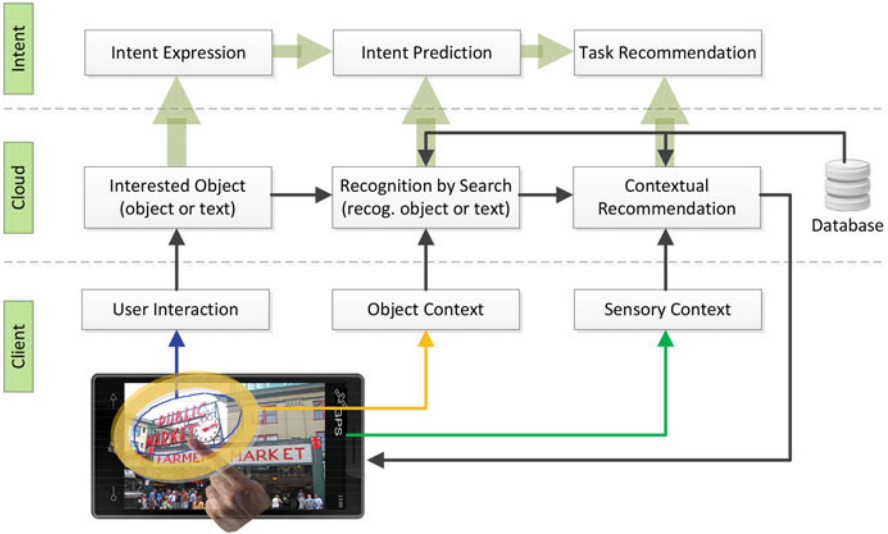 Intent
Intent Expression
Intent Prediction
Task Recommendation
Cloud
Interested Object
(object or text)
Recognition by Search
(recog. object or text)
Contextual
Recommendation
Database
Client
User Interaction
Object Context
Sensory Context
PUBLIC
MARKET
FARMER MARKET
GPS